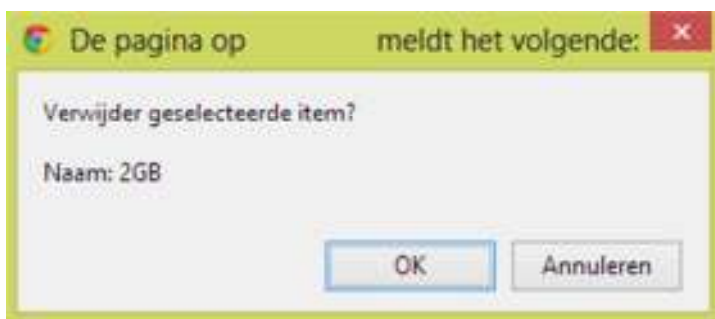 De pagina op meldt het volgende:
Verwijder geselecteerde item?
Naam: 2GB
OK Annuleren